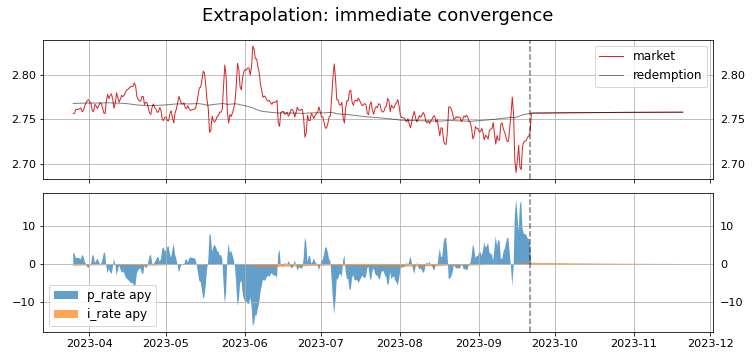 Extrapolation: immediate convergence
2.80
2.75
2.70
2.80
2.75
2.70
market
redemption
10
0
−10
10
0
−10
p_rate apy
i_rate apy
2023-04 2023-05 2023-06 2023-07 2023-08 2023-09 2023-10 2023-11 2023-12